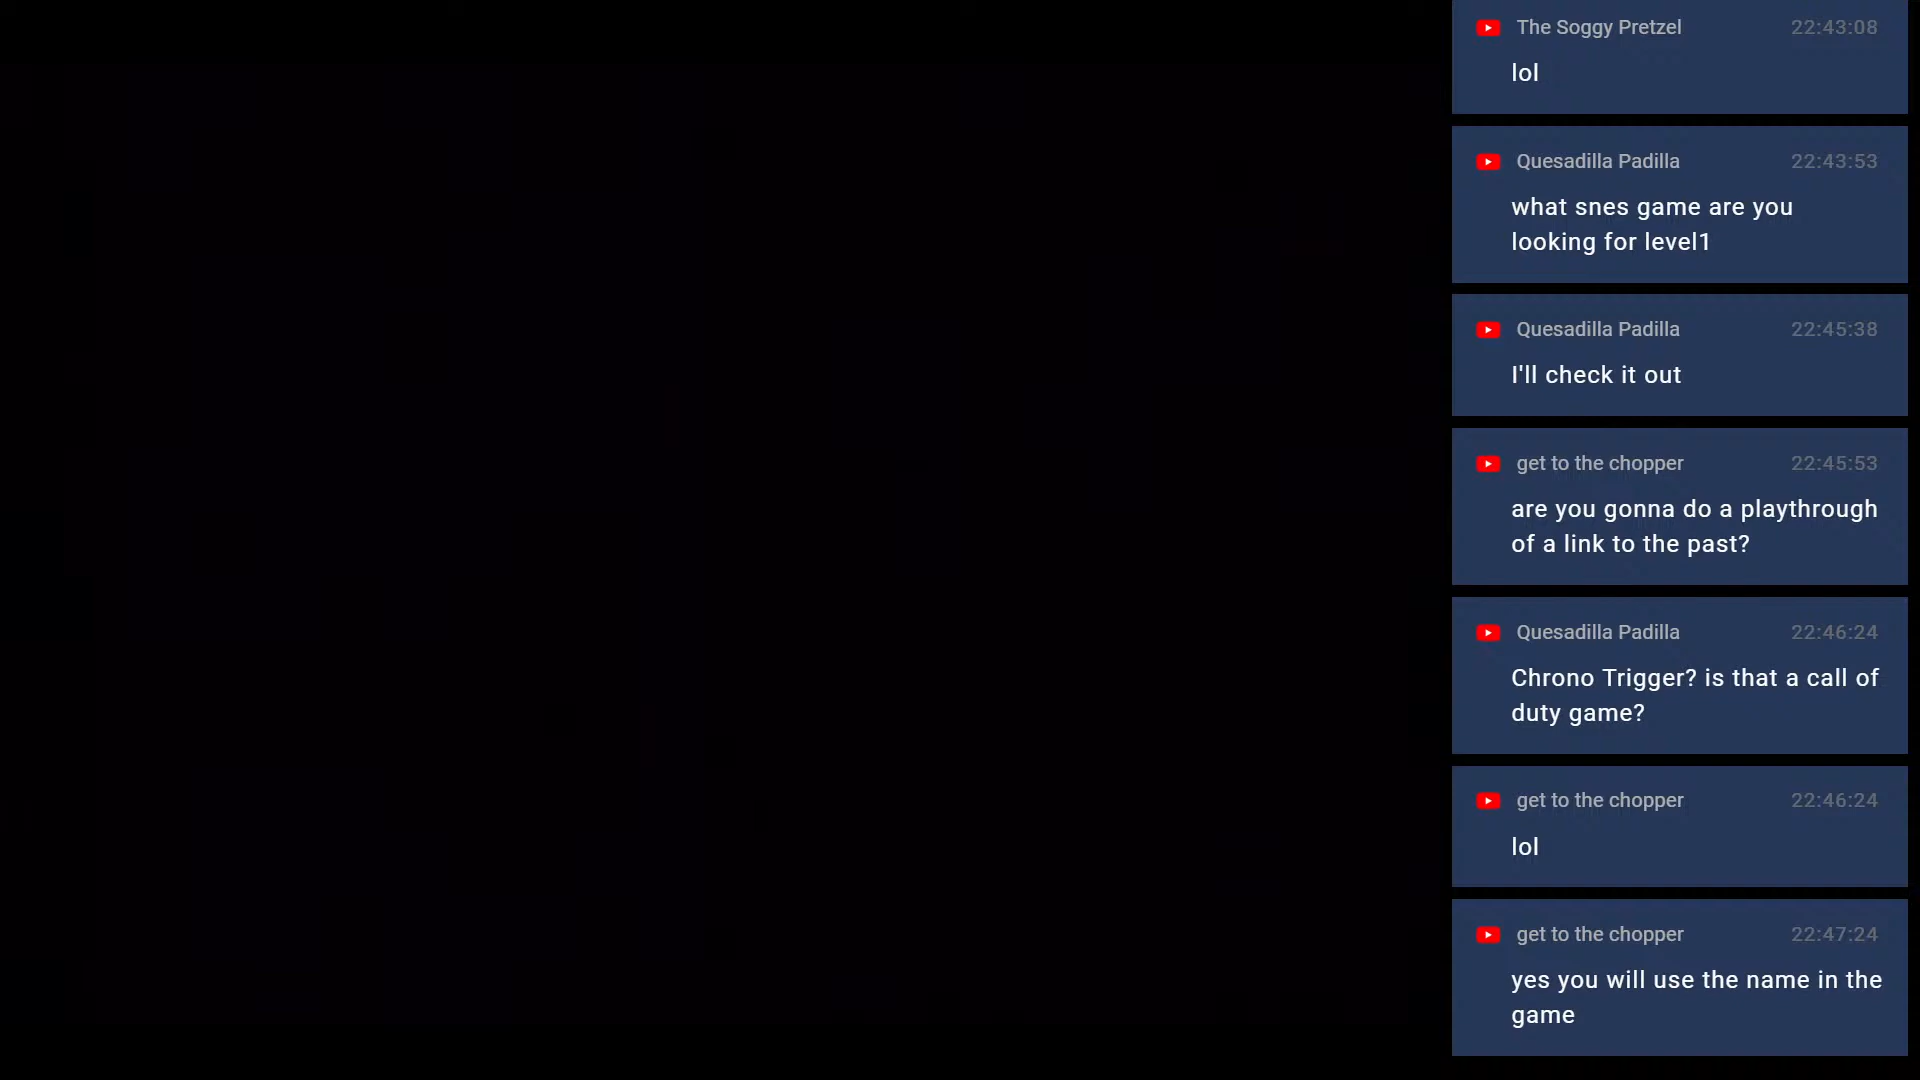 The Soggy Pretzel 22:43:08
lol
Quesadilla Padilla 22:43:53
what snes game are you
looking for level1
Quesadilla Padilla 22:45:38
I'll check it out
get to the chopper 22:45:53
are you gonna do a playthrough
of a link to the past?
Quesadilla Padilla 22:46:24
Chrono Trigger? is that a call of
duty game?
get to the chopper 22:46:24
lol
get to the chopper 22:47:24
yes you will use the name in the
game